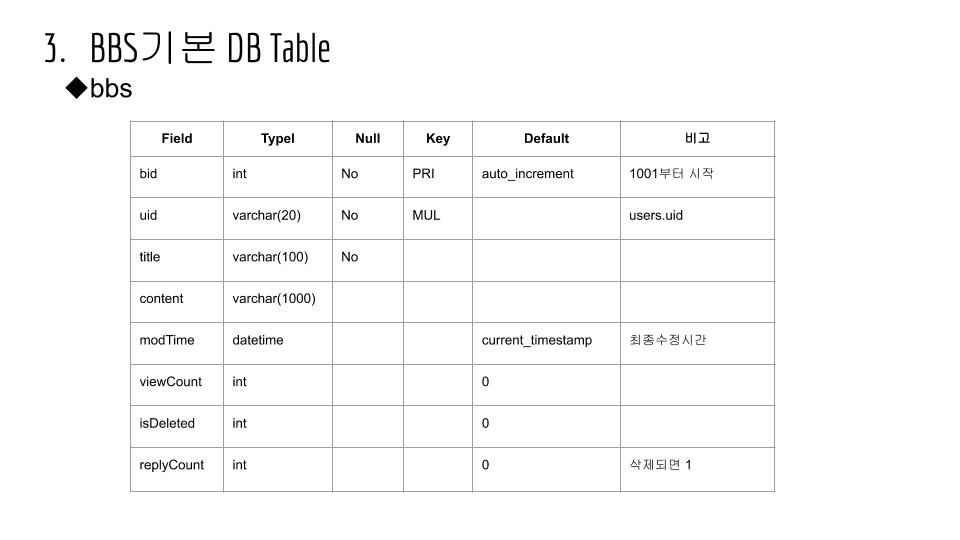 3. BBS기본 DB Table
◆bbs
Field Typel Null Key Default 비고
bid int No PRI auto_increment 1001부터 시작
uid varchar(20) No MUL users.uid
title varchar(100) No
content varchar(1000)
modTime datetime current_timestamp 최종수정시간
viewCount int 0
isDeleted int 0
replyCount int 0 삭제되면 1